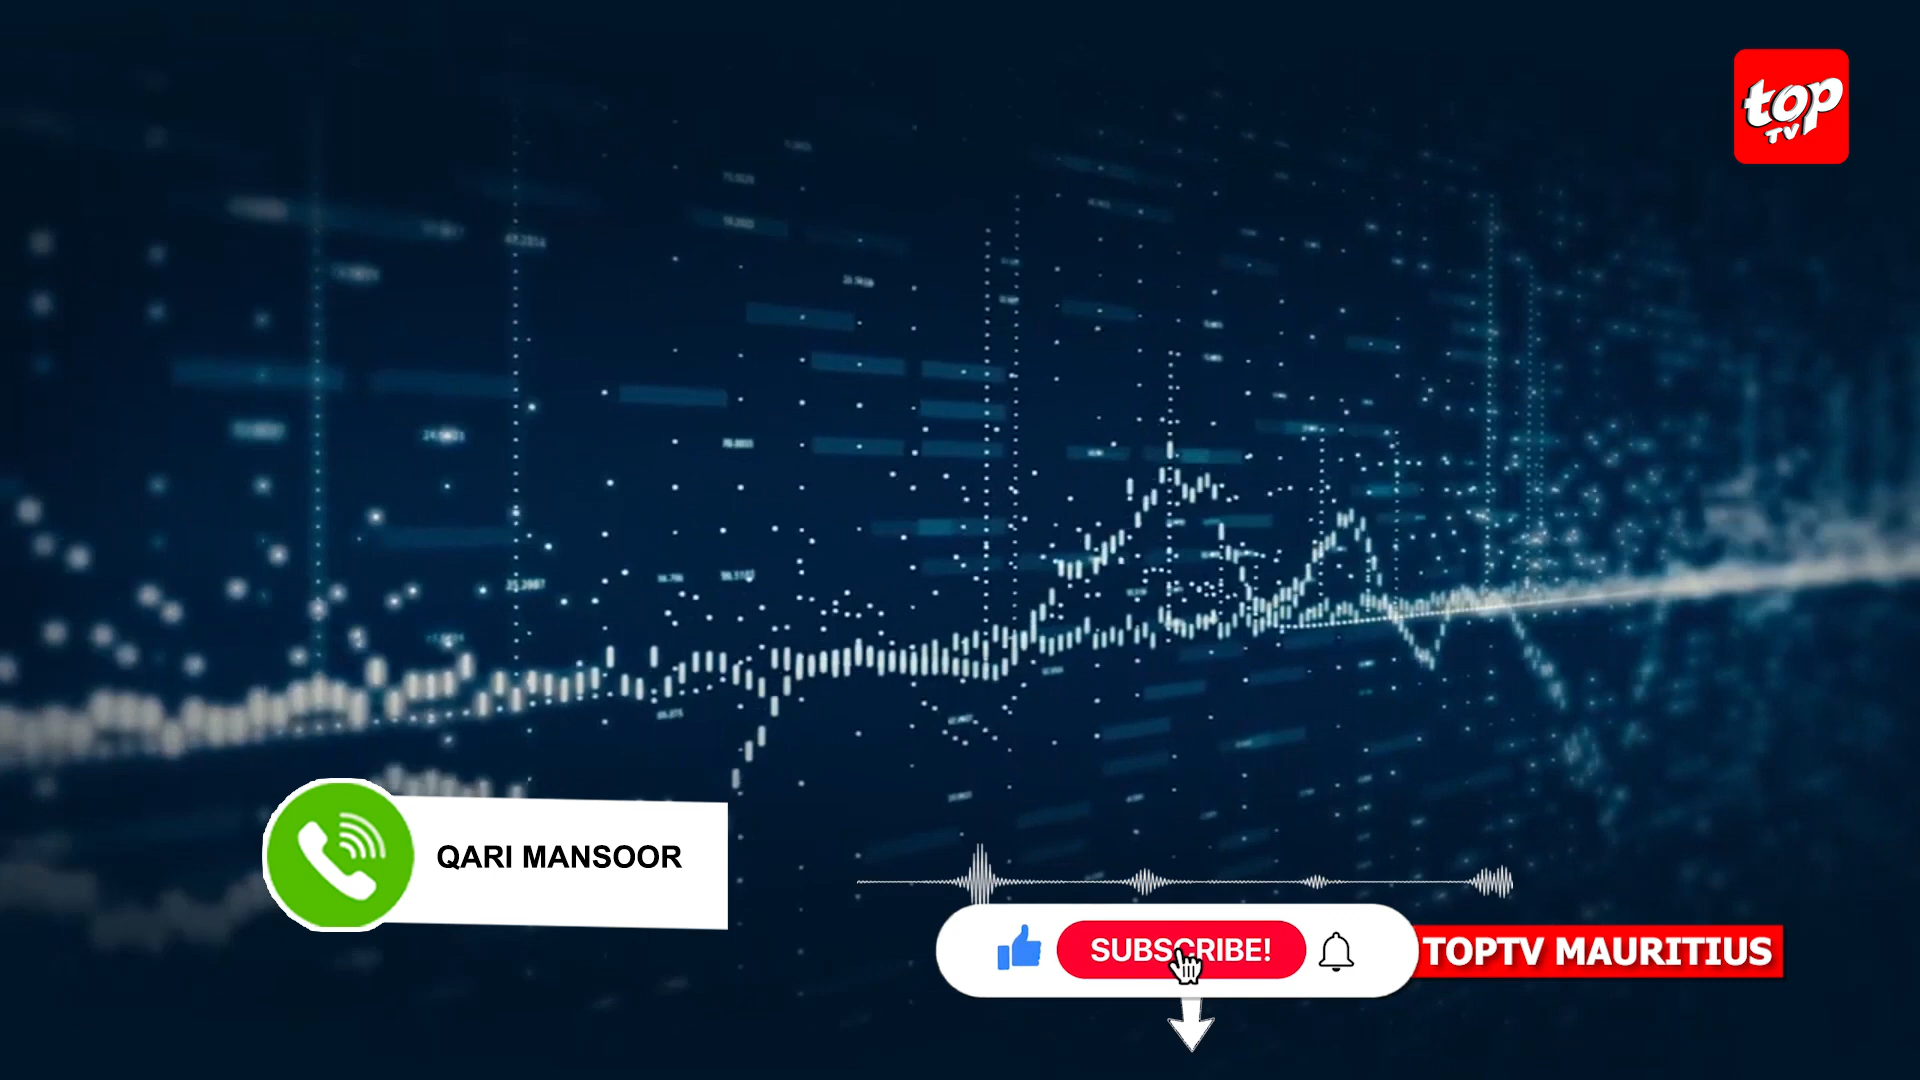 top
TV
QARI MANSOOR
SUBSCRIBE!
TOPTV MAURITIUS